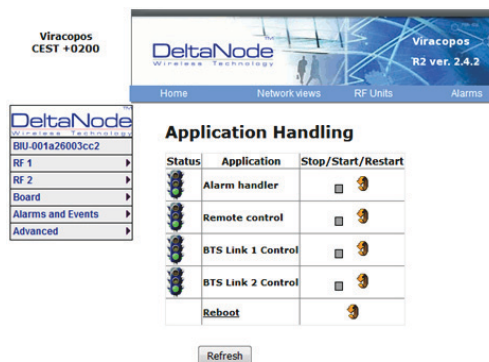 Viracopos
CEST +0200
DeltaNode™
Wireless Technology
Viracopos
R2 ver. 2.4.2
Home Network views RF Units Alarms
DeltaNode™
Wireless Technology
BIU-001a26003cc2
RF 1
RF 2
Board
Alarms and Events
Advanced
Application Handling
Status Application Stop/Start/Restart
Alarm handler
Remote control
BTS Link 1 Control
BTS Link 2 Control
Reboot
Refresh